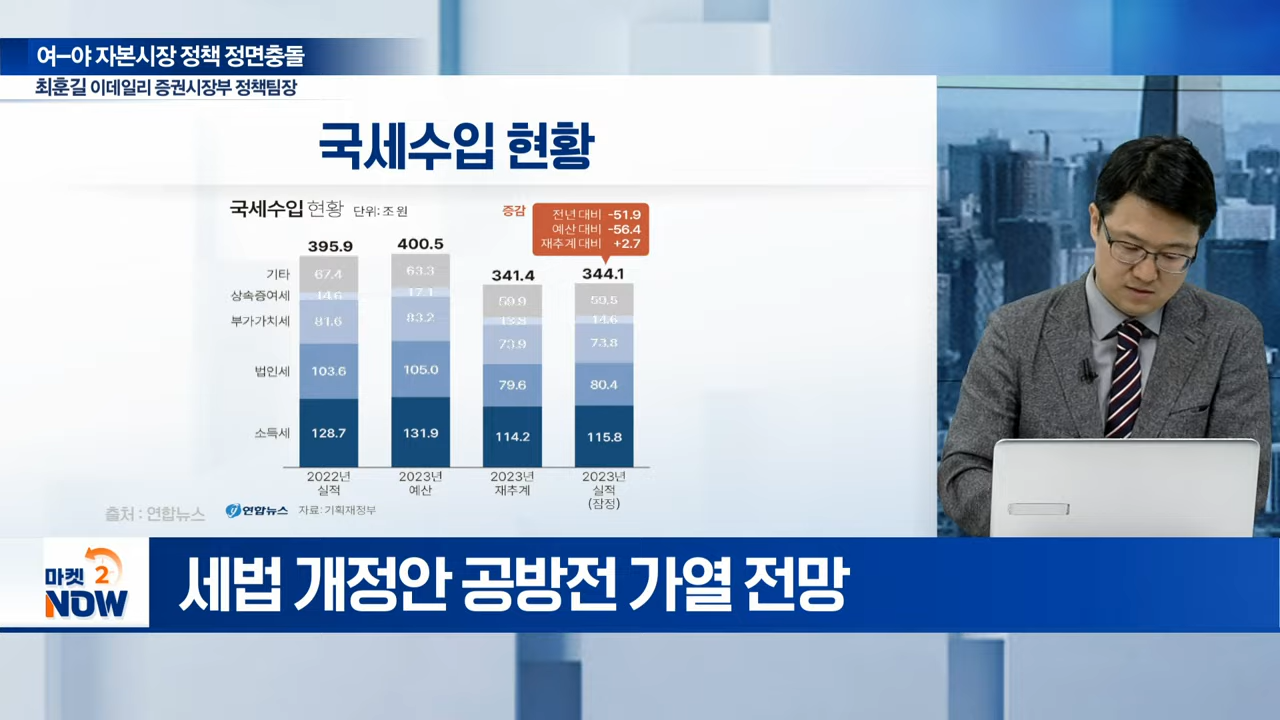 여-야 자본시장 정책 정면충돌
최훈길 이데일리 증권시장부 정책팀장
국세수입 현황
국세수입 현황 단위: 조 원
증감
전년 대비 -51.9
예산 대비 -56.4
재추계 대비 +2.7
395.9 400.5 341.4 344.1
기타 67.4 63.3 59.9 59.5
상속증여세 14.6 17.1 13.8 14.6
부가가치세 81.6 83.2 73.9 73.8
법인세 103.6 105.0 79.6 80.4
소득세 128.7 131.9 114.2 115.8
2022년 2023년 2023년 2023년
실적 예산 재추계 실적
(잠정)
출처 : 연합뉴스
연합뉴스 자료: 기획재정부
마켓 2
NOW
세법 개정안 공방전 가열 전망